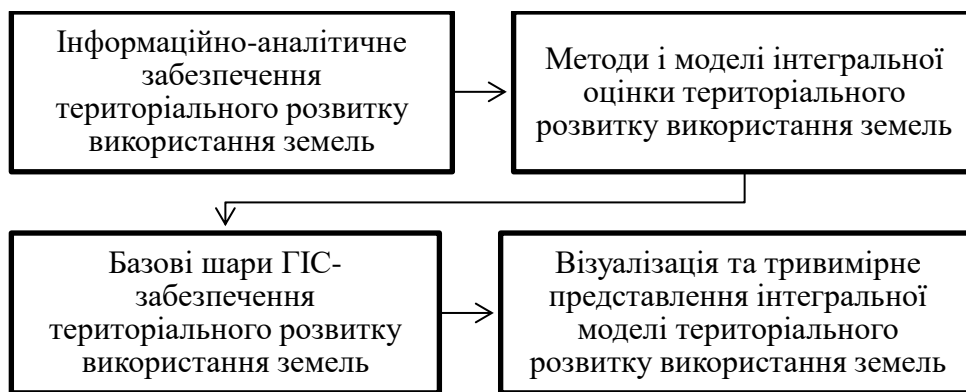 Інформаційно-аналітичне
забезпечення
територіального розвитку
використання земель
Методи і моделі інтегральної
оцінки територіального
розвитку використання земель
Базові шари ГІС-
забезпечення
територіального розвитку
використання земель
Візуалізація та тривимірне
представлення інтегральної
моделі територіального
розвитку використання земель